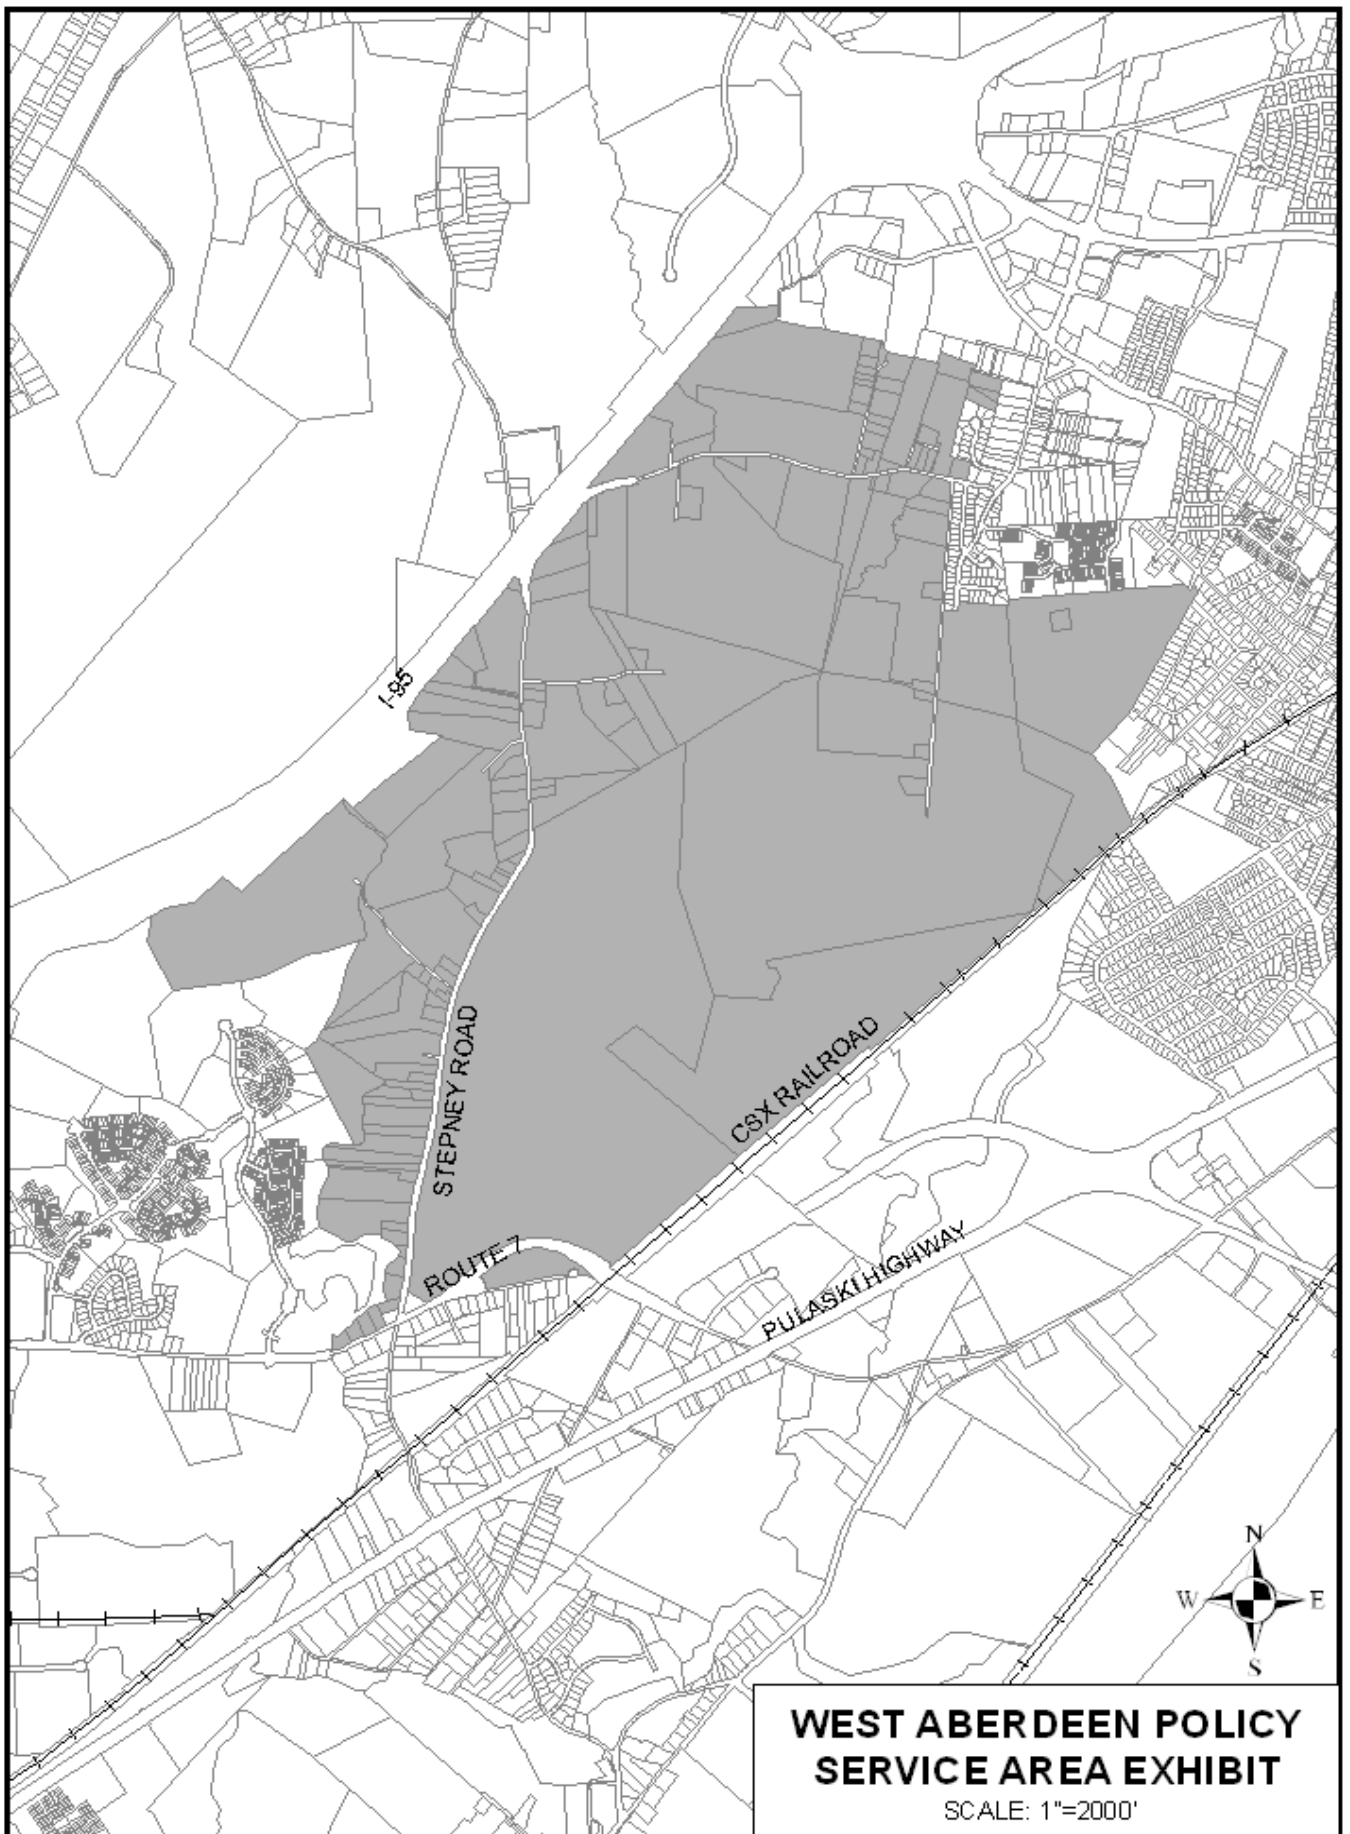 I-95
STEPNEY ROAD
CSX RAILROAD
ROUTE 7
PULASKI HIGHWAY
N
W E
S
WEST ABERDEEN POLICY
SERVICE AREA EXHIBIT
SCALE: 1"=2000'